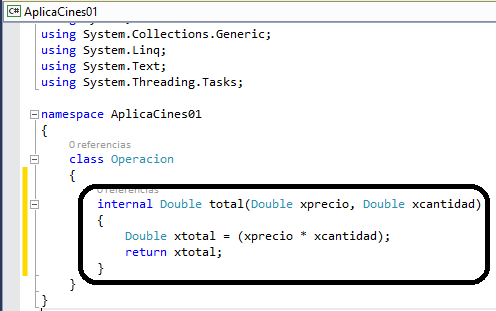 C# AplicaCines01
using System.Collections.Generic;
using System.Linq;
using System.Text;
using System.Threading.Tasks;
namespace AplicaCines01
{
0 referencias
class Operacion
{
0 referencias
internal Double total(Double xprecio, Double xcantidad)
{
Double xtotal = (xprecio * xcantidad);
return xtotal;
}
}
}